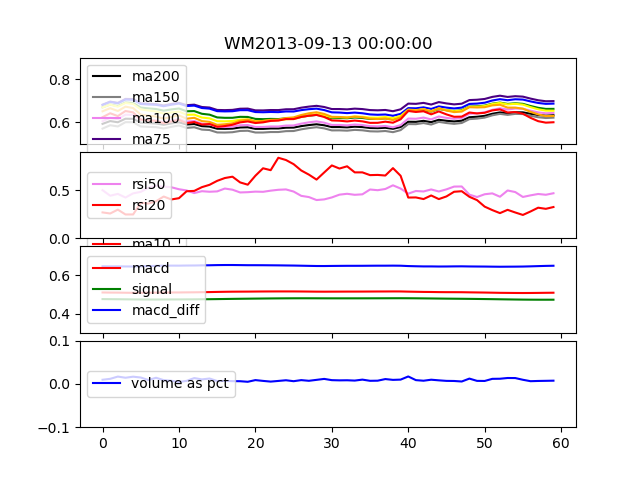 WM2013-09-13 00:00:00
0.8
0.6
ma200
ma150
ma100
ma75
0.5
0.0
rsi50
rsi20
ma10
0.6
0.4
macd
signal
macd_diff
0.1
0.0
−0.1
volume as pct
0 10 20 30 40 50 60